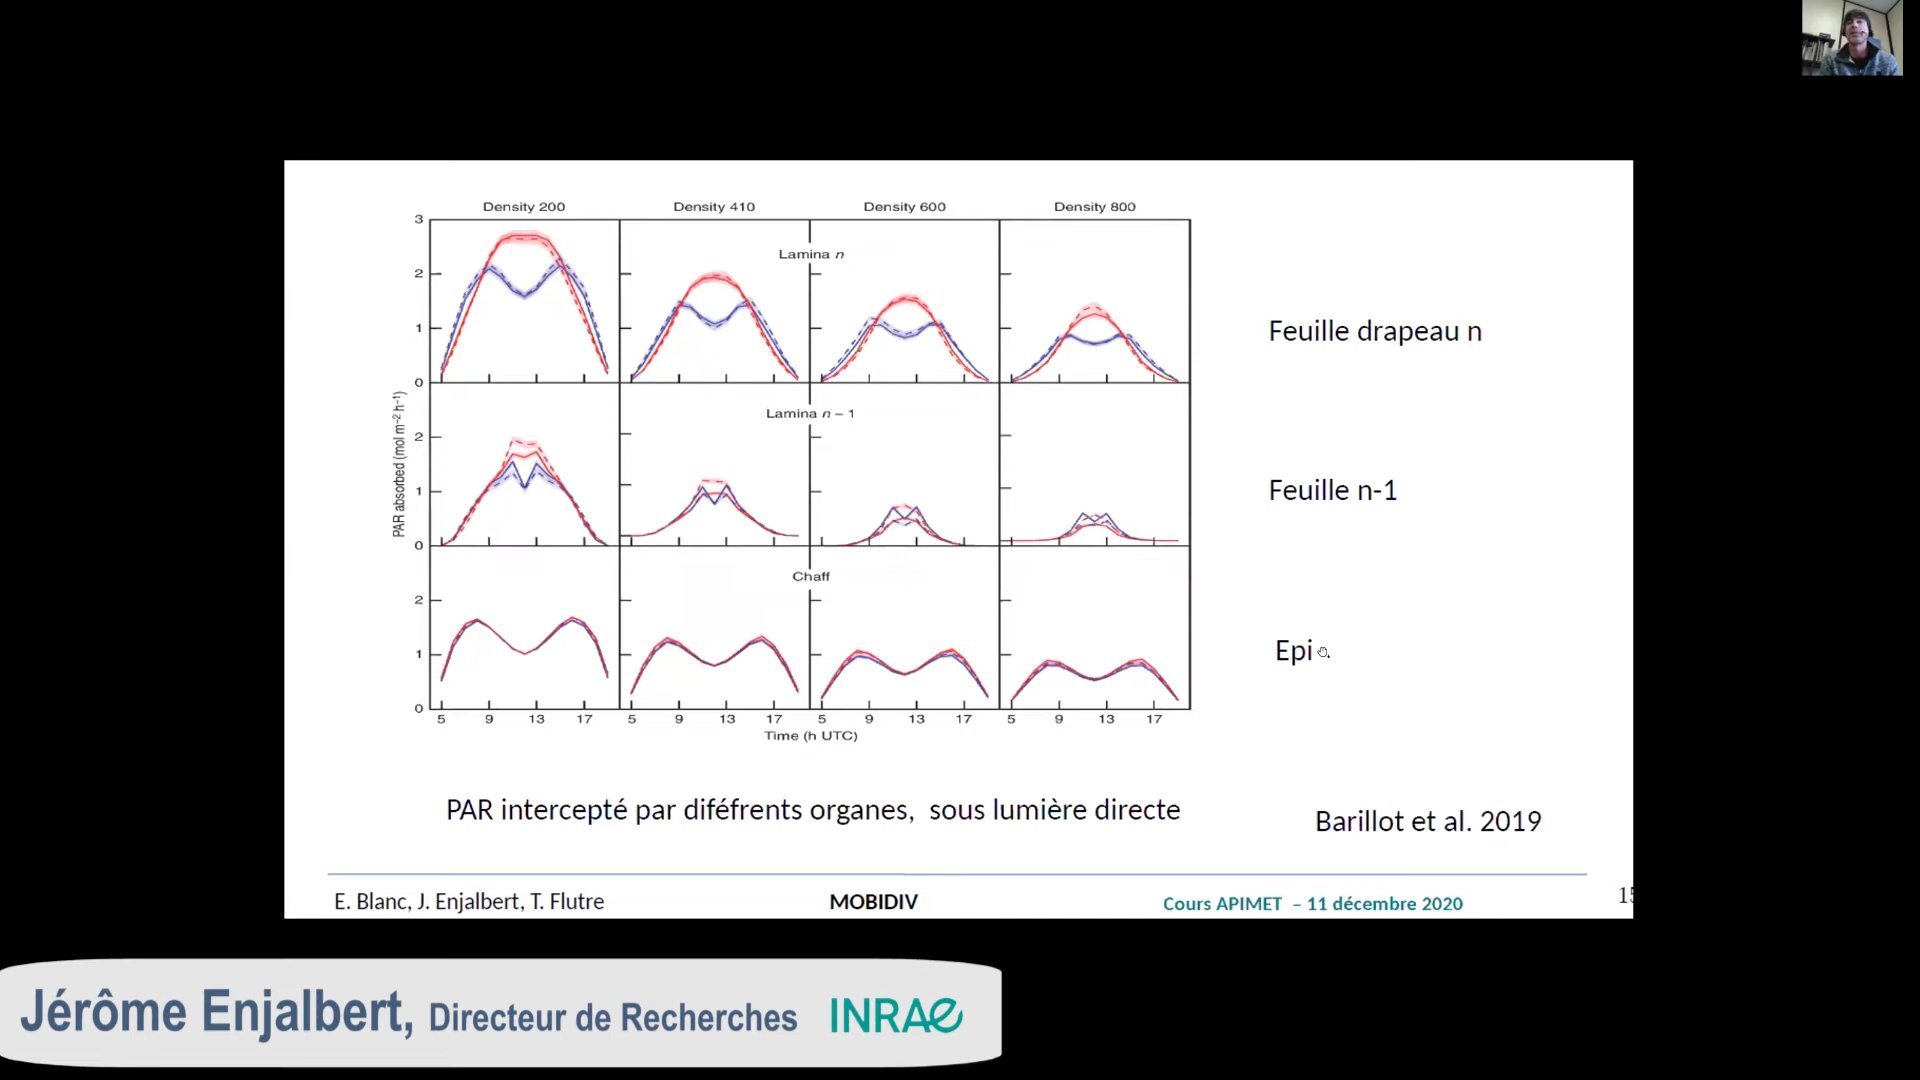 Density 200 Density 410 Density 600 Density 800
3
Lamina n
2
1
0
Lamina n – 1
2
1
0
Chaff
2
1
0
5 9 13 17 5 9 13 17 5 9 13 17 5 9 13 17
Time (h UTC)
PAR absorbed (mol m⁻² h⁻¹)
Feuille drapeau n
Feuille n-1
Epi
PAR intercepté par diféfrents organes, sous lumière directe
Barillot et al. 2019
E. Blanc, J. Enjalbert, T. Flutre MOBIDIV Cours APIMET – 11 décembre 2020
Jérôme Enjalbert, Directeur de Recherches INRAE